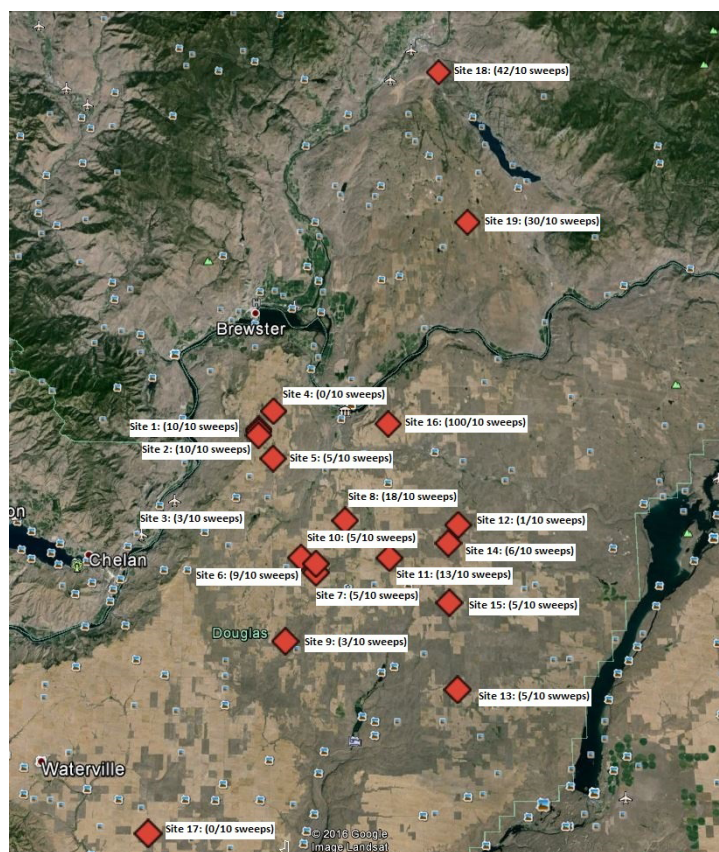 Site 18: (42/10 sweeps)
Site 19: (30/10 sweeps)
H
Brewster
Site 4: (0/10 sweeps)
Site 1: (10/10 sweeps)
Site 16: (100/10 sweeps)
Site 2: (10/10 sweeps)
Site 5: (5/10 sweeps)
Site 8: (18/10 sweeps)
on
Site 3: (3/10 sweeps)
Site 12: (1/10 sweeps)
Site 10: (5/10 sweeps)
Site 14: (6/10 sweeps)
Chelan
Site 6: (9/10 sweeps)
Site 11: (13/10 sweeps)
Site 7: (5/10 sweeps)
Site 15: (5/10 sweeps)
Douglas
Site 9: (3/10 sweeps)
Site 13: (5/10 swweeps)
Waterville
Site 17: (0/10 sweeps)
© 2016 Google
Image Landsat